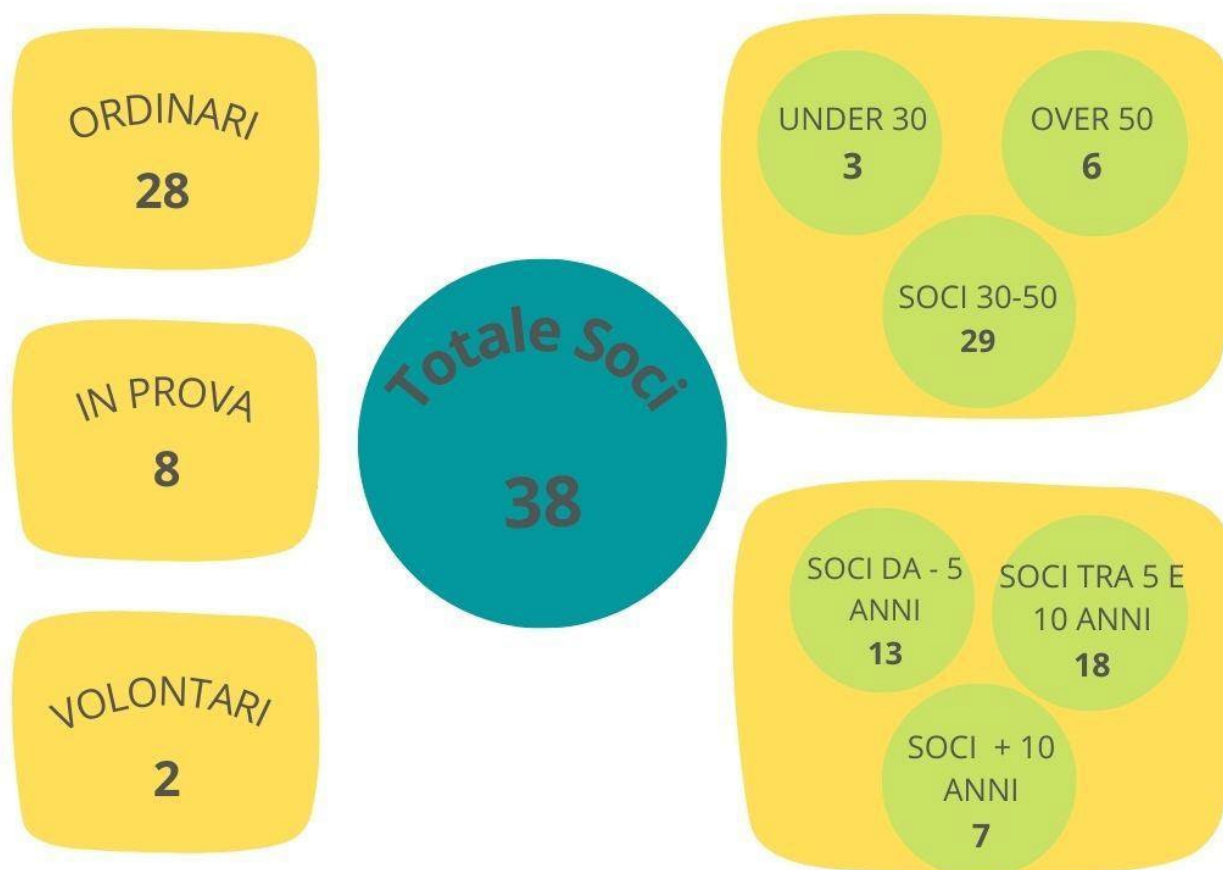 ORDINARI
28
IN PROVA
8
VOLONTARI
2
Totale Soci
38
UNDER 30
3
OVER 50
6
SOCI 30-50
29
SOCI DA - 5
ANNI
13
SOCI TRA 5 E
10 ANNI
18
SOCI + 10
ANNI
7